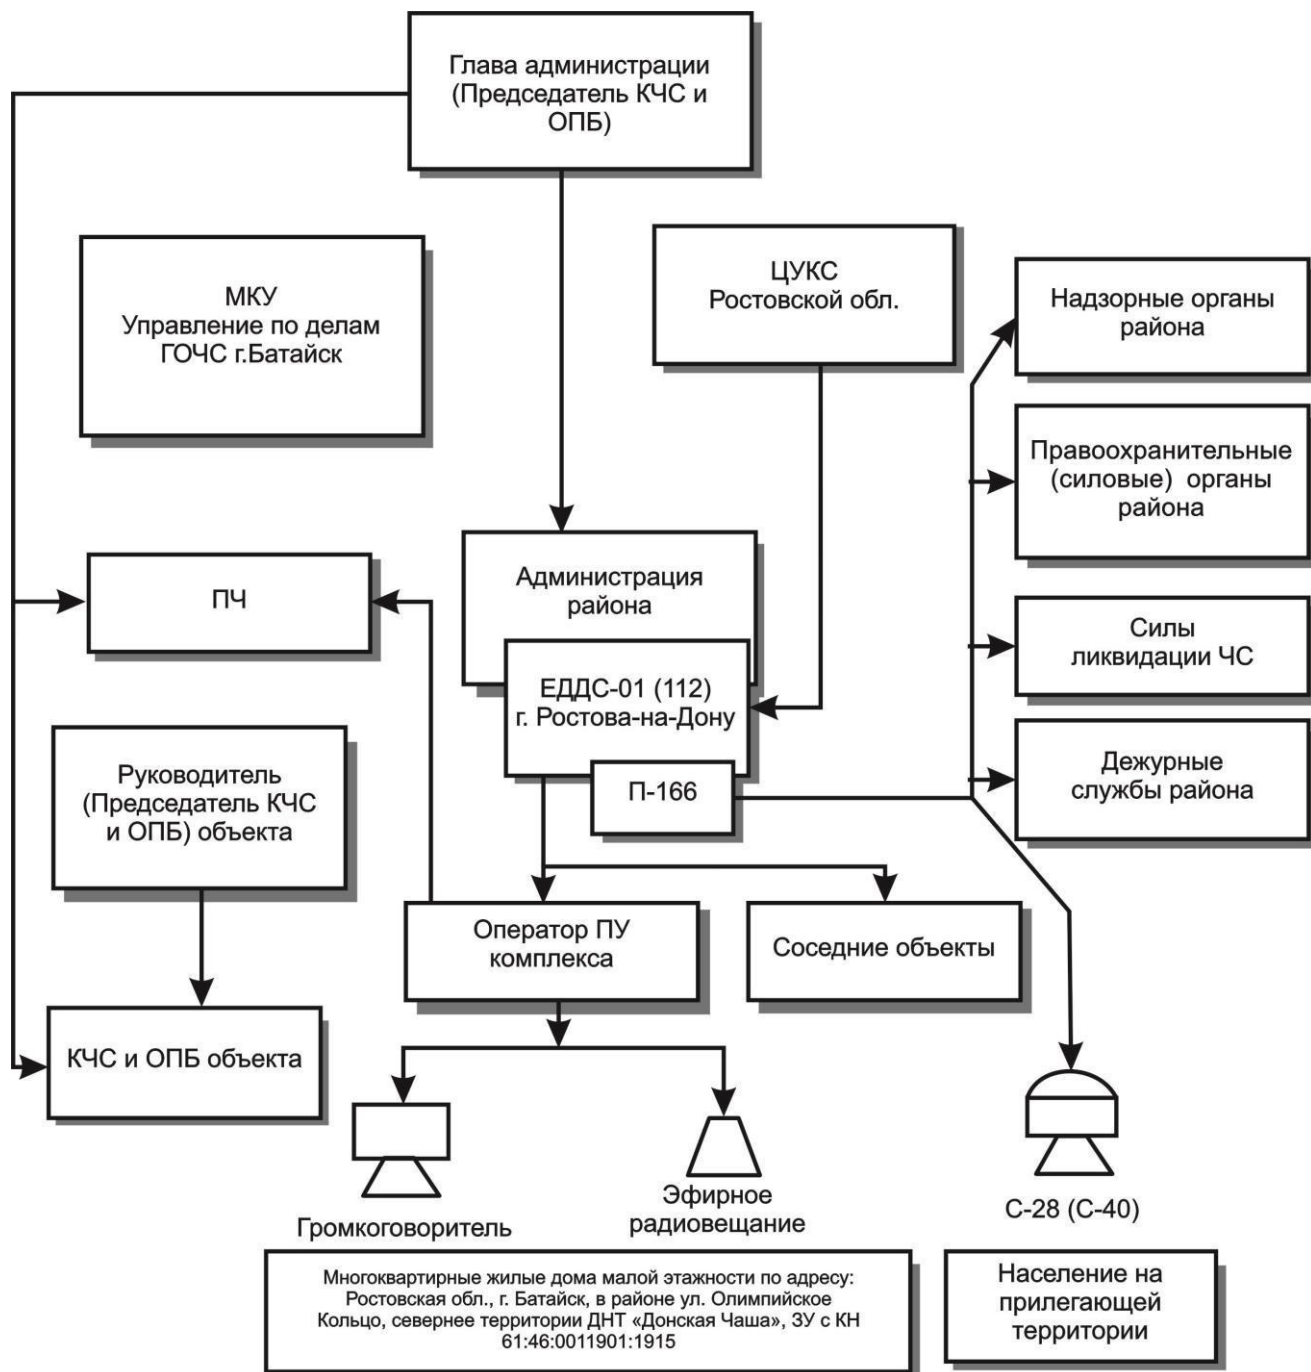 Глава администрации
(Председатель КЧС и
ОПБ)
МКУ
Управление по делам
ГОЧС г.Батайск
ЦУКС
Ростовской обл.
Надзорные органы
района
Правоохранительные
(силовые) органы
района
ПЧ
Администрация
района
Силы
ликвидации ЧС
ЕДДС-01 (112)
г. Ростова-на-Дону
П-166
Дежурные
службы района
Руководитель
(Председатель КЧС
и ОПБ) объекта
Оператор ПУ
комплекса
Соседние объекты
КЧС и ОПБ объекта
Громкоговоритель
Эфирное
радиовещание
С-28 (С-40)
Многоквартирные жилые дома малой этажности по адресу:
Ростовская обл., г. Батайск, в районе ул. Олимпийское
Кольцо, севернее территории ДНТ «Донская Чаша», ЗУ с КН
61:46:0011901:1915
Население на
прилегающей
территории